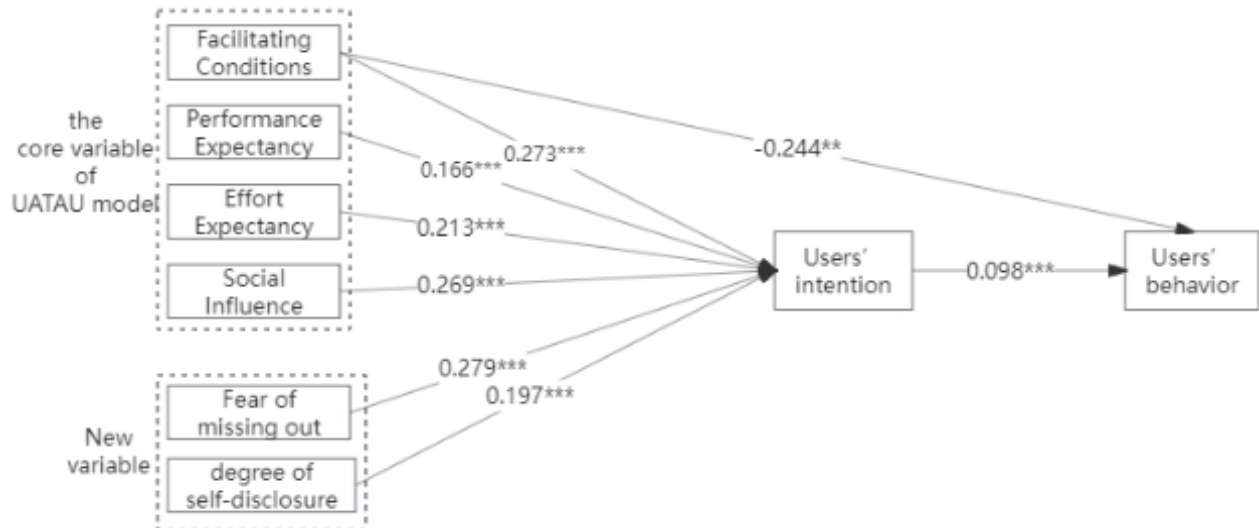 Facilitating
Conditions
the
core variable
of
UATAU model
Performance
Expectancy
Effort
Expectancy
Social
Influence
0.273***
0.166***
0.213***
0.269***
-0.244**
Users'
intention
0.098***
Users'
behavior
New
variable
Fear of
missing out
degree of
self-disclosure
0.279***
0.197***